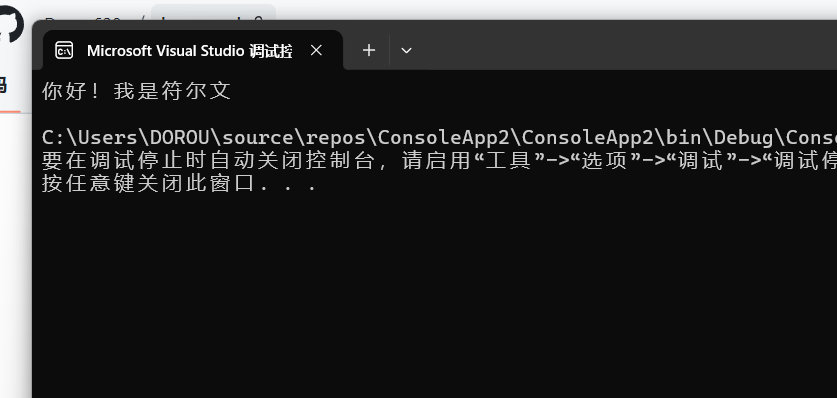 Microsoft Visual Studio 调试控
你好！我是符尔文
C:\Users\DOROU\source\repos\ConsoleApp2\ConsoleApp2\bin\Debug\Conso
要在调试停止时自动关闭控制台，请启用“工具”->“选项”->“调试”->“调试停
按任意键关闭此窗口. . .